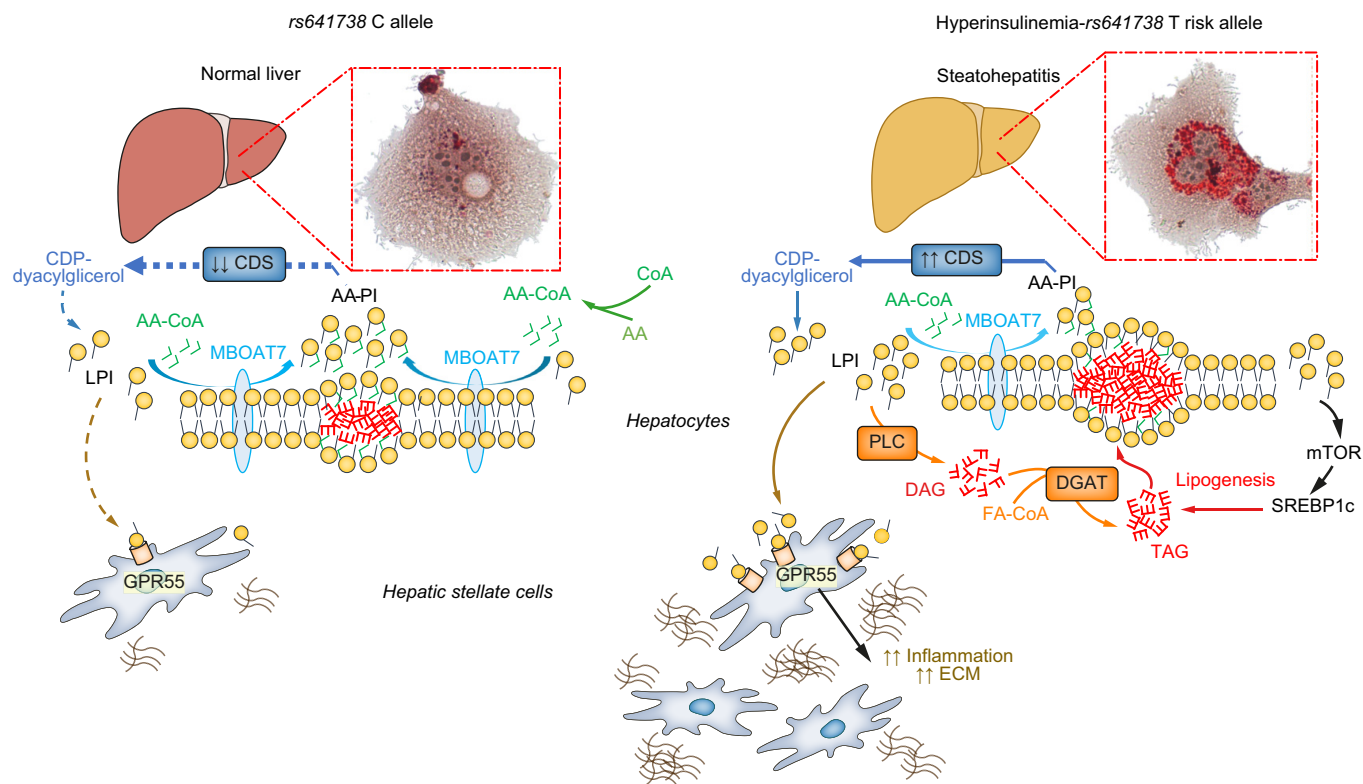 rs641738 C allele
Normal liver
CDP-
dyacylglicerol
↓↓ CDS
AA-PI
AA-CoA
CoA
AA
AA-CoA
MBOAT7
MBOAT7
LPI
GPR55
Hepatic stellate cells
Hepatocytes
Hyperinsulinemia-rs641738 T risk allele
Steatohepatitis
CDP-
dyacylglicerol
↑↑ CDS
AA-PI
AA-CoA
MBOAT7
LPI
PLC
DAG
DGAT
FA-CoA
Lipogenesis
TAG
mTOR
SREBP1c
GPR55
↑↑ Inflammation
↑↑ ECM